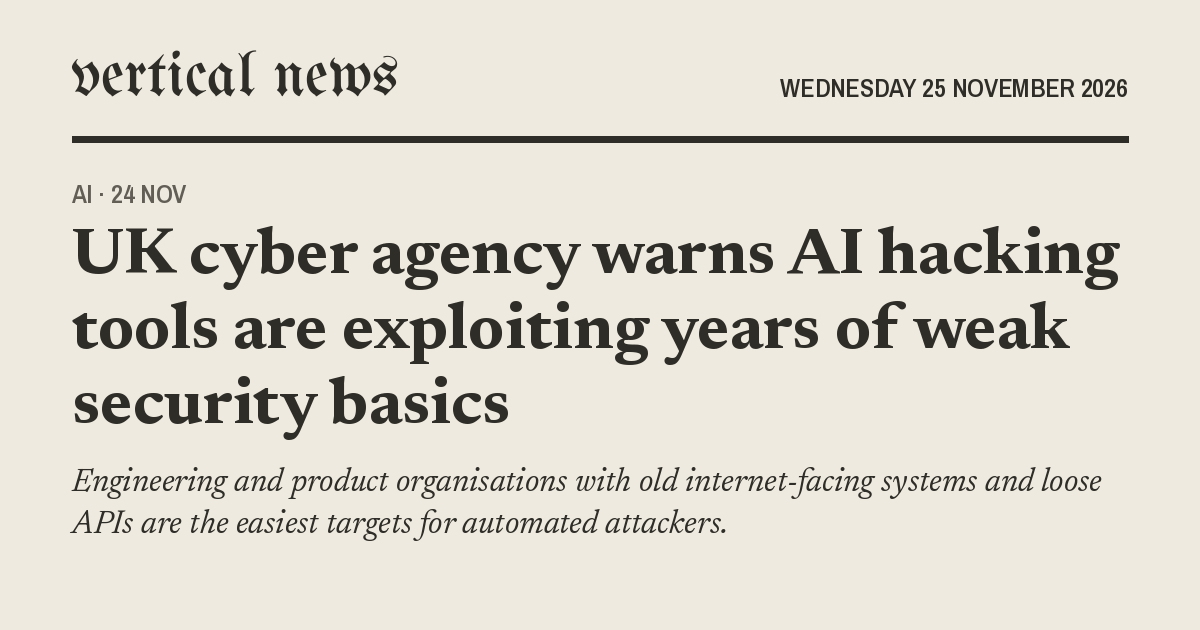 vertical news
WEDNESDAY 25 NOVEMBER 2026
AI · 24 NOV
UK cyber agency warns AI hacking
tools are exploiting years of weak
security basics
Engineering and product organisations with old internet-facing systems and loose
APIs are the easiest targets for automated attackers.